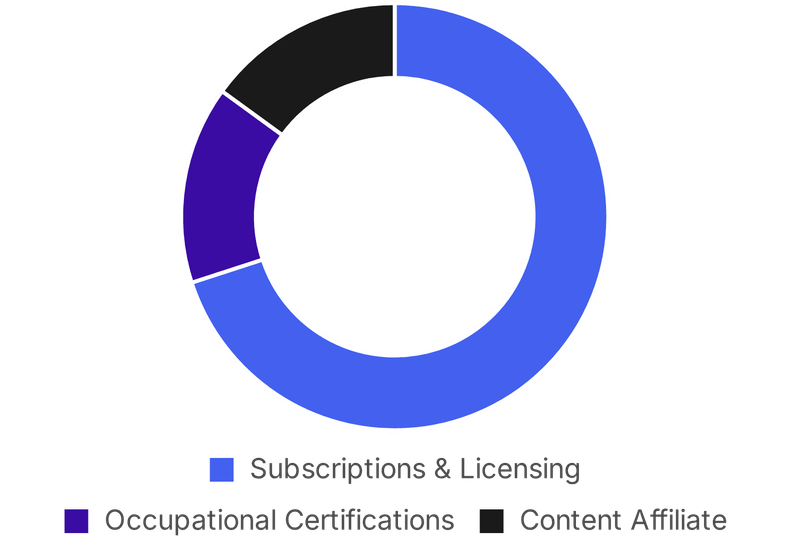 Subscriptions & Licensing
Occupational Certifications Content Affiliate